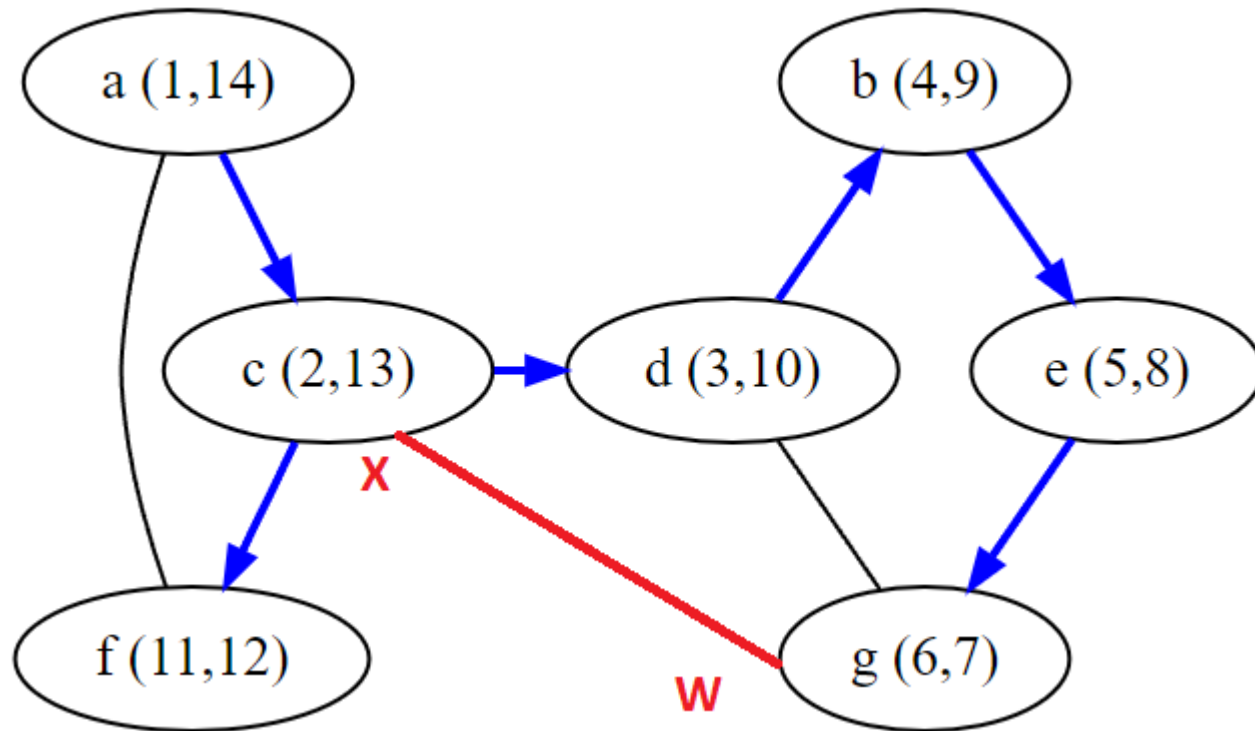 a (1,14)
b (4,9)
c (2,13)
d (3,10)
e (5,8)
X
f (11,12)
W
g (6,7)